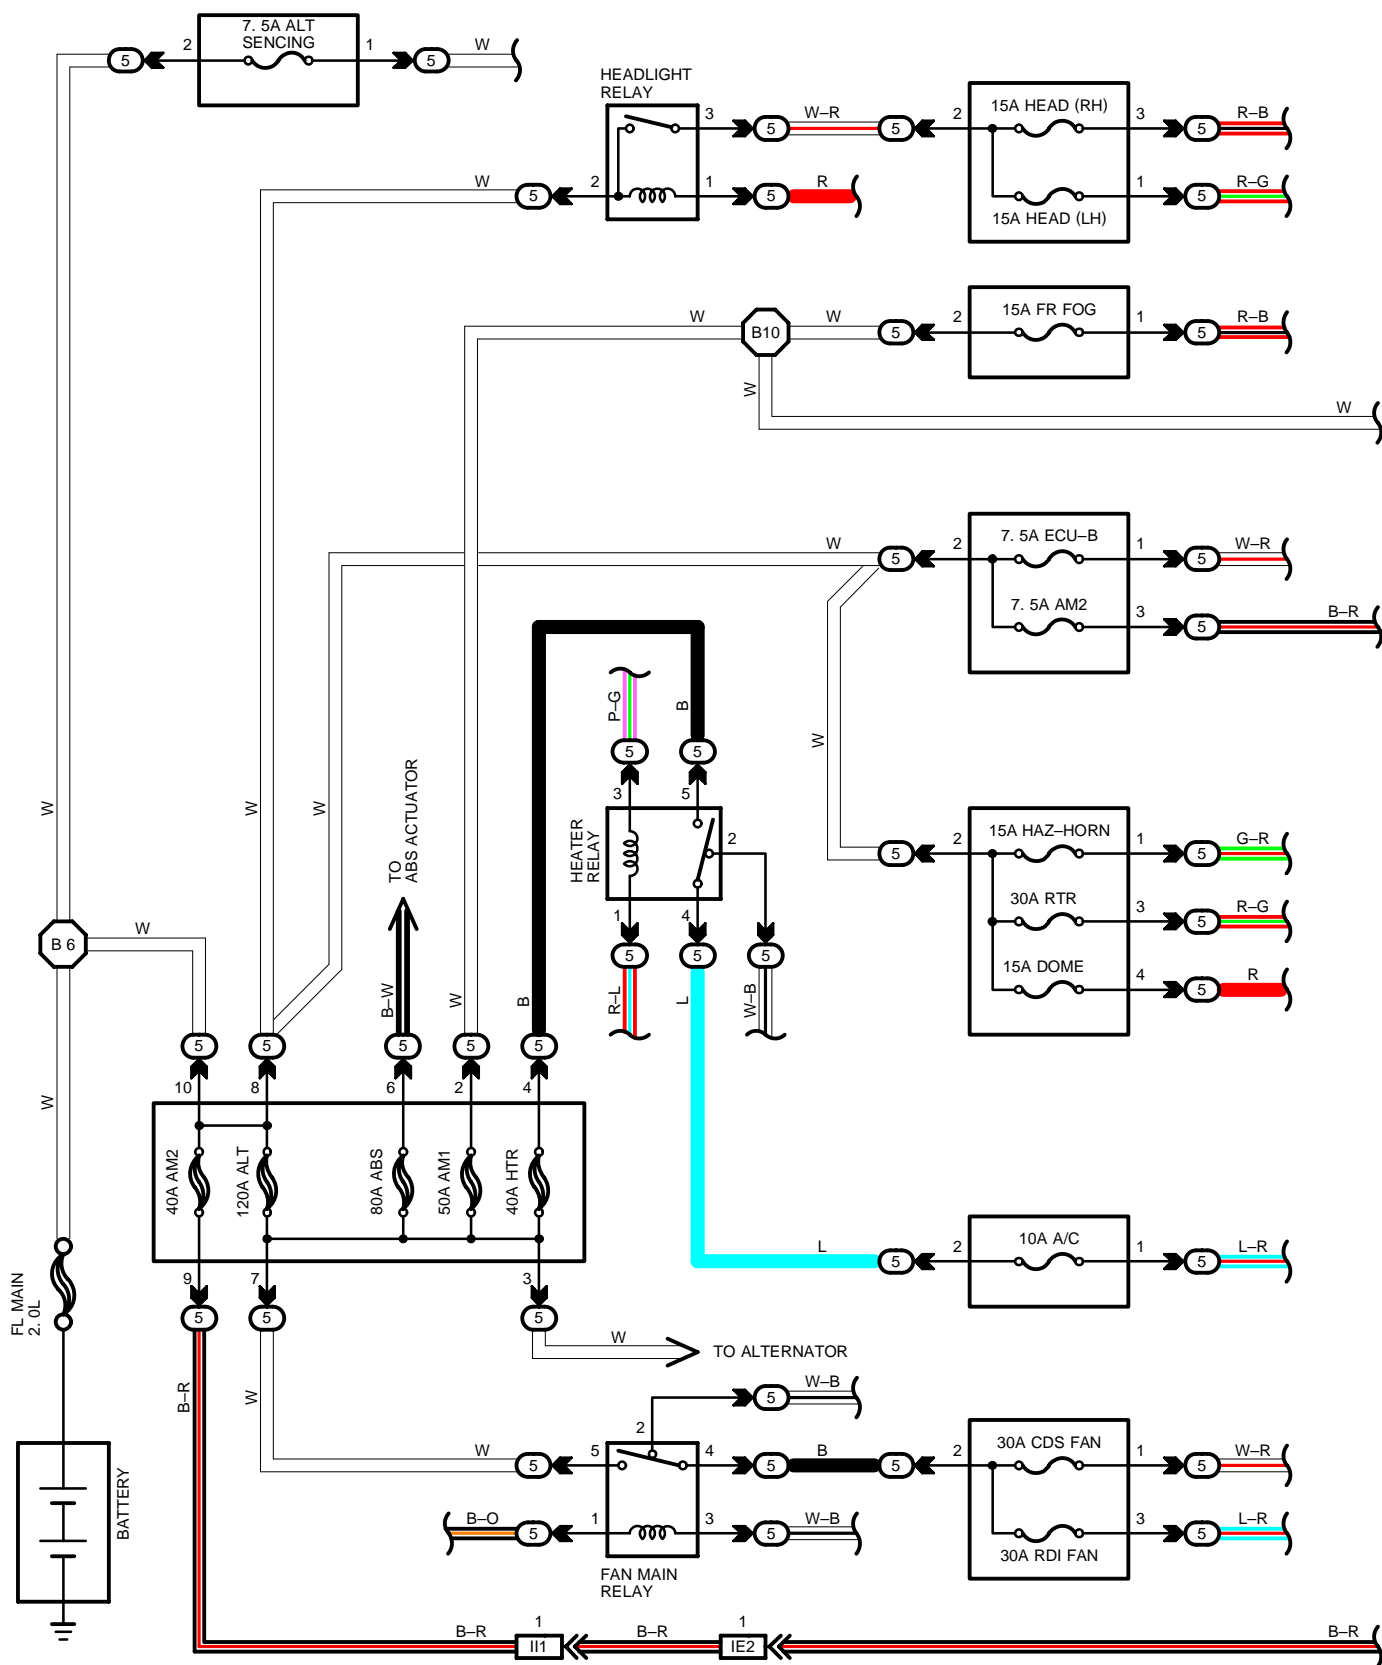 7. 5A ALT
SENCING
2
1
5
5
W
HEADLIGHT
RELAY
3
5
W–R
5
2
15A HEAD (RH)
3
5
R–B
W
5
2
1
5
R
15A HEAD (LH)
1
5
R–G
W
B10
W
5
2
15A FR FOG
1
5
R–B
W
W
W
5
2
7. 5A ECU–B
1
5
W–R
7. 5A AM2
3
5
B–R
P–G
B
5
5
W
3
5
HEATER
RELAY
2
1
4
5
5
5
R–L
L
W–B
5
2
15A HAZ–HORN
1
5
G–R
30A RTR
3
5
R–G
15A DOME
4
5
R
W
W
W
TO
ABS ACTUATOR
B 6
W
B–W
W
B
5
5
5
5
5
10
8
6
2
4
W
40A AM2
120A ALT
80A ABS
50A AM1
40A HTR
9
7
3
5
5
5
L
5
2
10A A/C
1
5
L–R
FL MAIN
2. 0L
W
TO ALTERNATOR
B–R
W
5
W–B
2
W
5
5
4
5
B
5
2
30A CDS FAN
1
5
W–R
B–O
5
1
3
5
W–B
30A RDI FAN
3
5
L–R
FAN MAIN
RELAY
BATTERY
B–R
1
II1
B–R
1
IE2
B–R